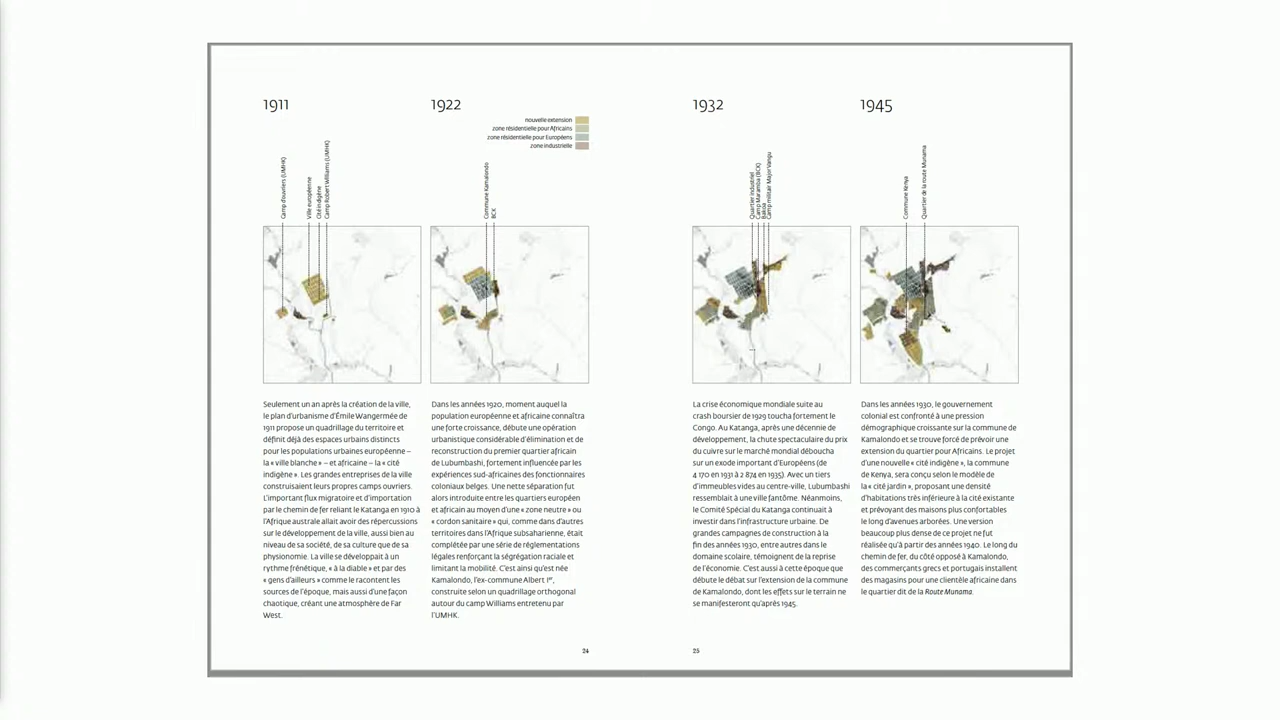 1911
Camp d'ouvriers (UMHK)
Ville européenne
Cité indigène
Camp Robert Williams (UMHK)
Seulement un an après la création de la ville,
le plan d'urbanisme d'Émile Wangermée de
1911 propose un quadrillage du territoire et
définit déjà des espaces urbains distincts
pour les populations urbaines européenne –
la « ville blanche » – et africaine – la « cité
indigène ». Les grandes entreprises de la ville
construisaient leurs propres camps ouvriers.
L'important flux migratoire et d'importation
par le chemin de fer reliant le Katanga en 1910 à
l'Afrique australe allait avoir des répercussions
sur le développement de la ville, aussi bien au
niveau de sa société, de sa culture que de sa
physionomie. La ville se développait à un
rythme frénétique, « à la diable » et par des
« gens d'ailleurs » comme le racontent les
sources de l'époque, mais aussi d'une façon
chaotique, créant une atmosphère de Far
West.
1922
nouvelle extension
zone résidentielle pour Africains
zone résidentielle pour Européens
zone industrielle
Commune Kamalondo
BCK
Dans les années 1920, moment auquel la
population européenne et africaine connaîtra
une forte croissance, débute une opération
urbanistique considérable d'élimination et de
reconstruction du premier quartier africain
de Lubumbashi, fortement influencée par les
expériences sud-africaines des fonctionnaires
coloniaux belges. Une nette séparation fut
alors introduite entre les quartiers européen
et africain au moyen d'une « zone neutre » ou
« cordon sanitaire » qui, comme dans d'autres
territoires dans l'Afrique subsaharienne, était
complétée par une série de réglementations
légales renforçant la ségrégation raciale et
limitant la mobilité. C'est ainsi qu'est née
Kamalondo, l'ex-commune Albert Iᵉʳ,
construite selon un quadrillage orthogonal
autour du camp Williams entretenu par
l'UMHK.
24
1932
Quartier industriel
Camp Maramba (BCK)
Bakoa
Camp militair Major Vangu
La crise économique mondiale suite au
crash boursier de 1929 toucha fortement le
Congo. Au Katanga, après une décennie de
développement, la chute spectaculaire du prix
du cuivre sur le marché mondial déboucha
sur un exode important d'Européens (de
4 170 en 1931 à 2 874 en 1935). Avec un tiers
d'immeubles vides au centre-ville, Lubumbashi
ressemblait à une ville fantôme. Néanmoins,
le Comité Spécial du Katanga continuait à
investir dans l'infrastructure urbaine. De
grandes campagnes de construction à la
fin des années 1930, entre autres dans le
domaine scolaire, témoignent de la reprise
de l'économie. C'est aussi à cette époque que
débute le débat sur l'extension de la commune
de Kamalondo, dont les effets sur le terrain ne
se manifesteront qu'après 1945.
25
1945
Commune Kenya
Quartier de la route Munama
Dans les années 1930, le gouvernement
colonial est confronté à une pression
démographique croissante sur la commune de
Kamalondo et se trouve forcé de prévoir une
extension du quartier pour Africains. Le projet
d'une nouvelle « cité indigène », la commune
de Kenya, sera conçu selon le modèle de
la « cité jardin », proposant une densité
d'habitations très inférieure à la cité existante
et prévoyant des maisons plus confortables
le long d'avenues arborées. Une version
beaucoup plus dense de ce projet ne fut
réalisée qu'à partir des années 1940. Le long du
chemin de fer, du côté opposé à Kamalondo,
des commerçants grecs et portugais installent
des magasins pour une clientèle africaine dans
le quartier dit de la Route Munama.